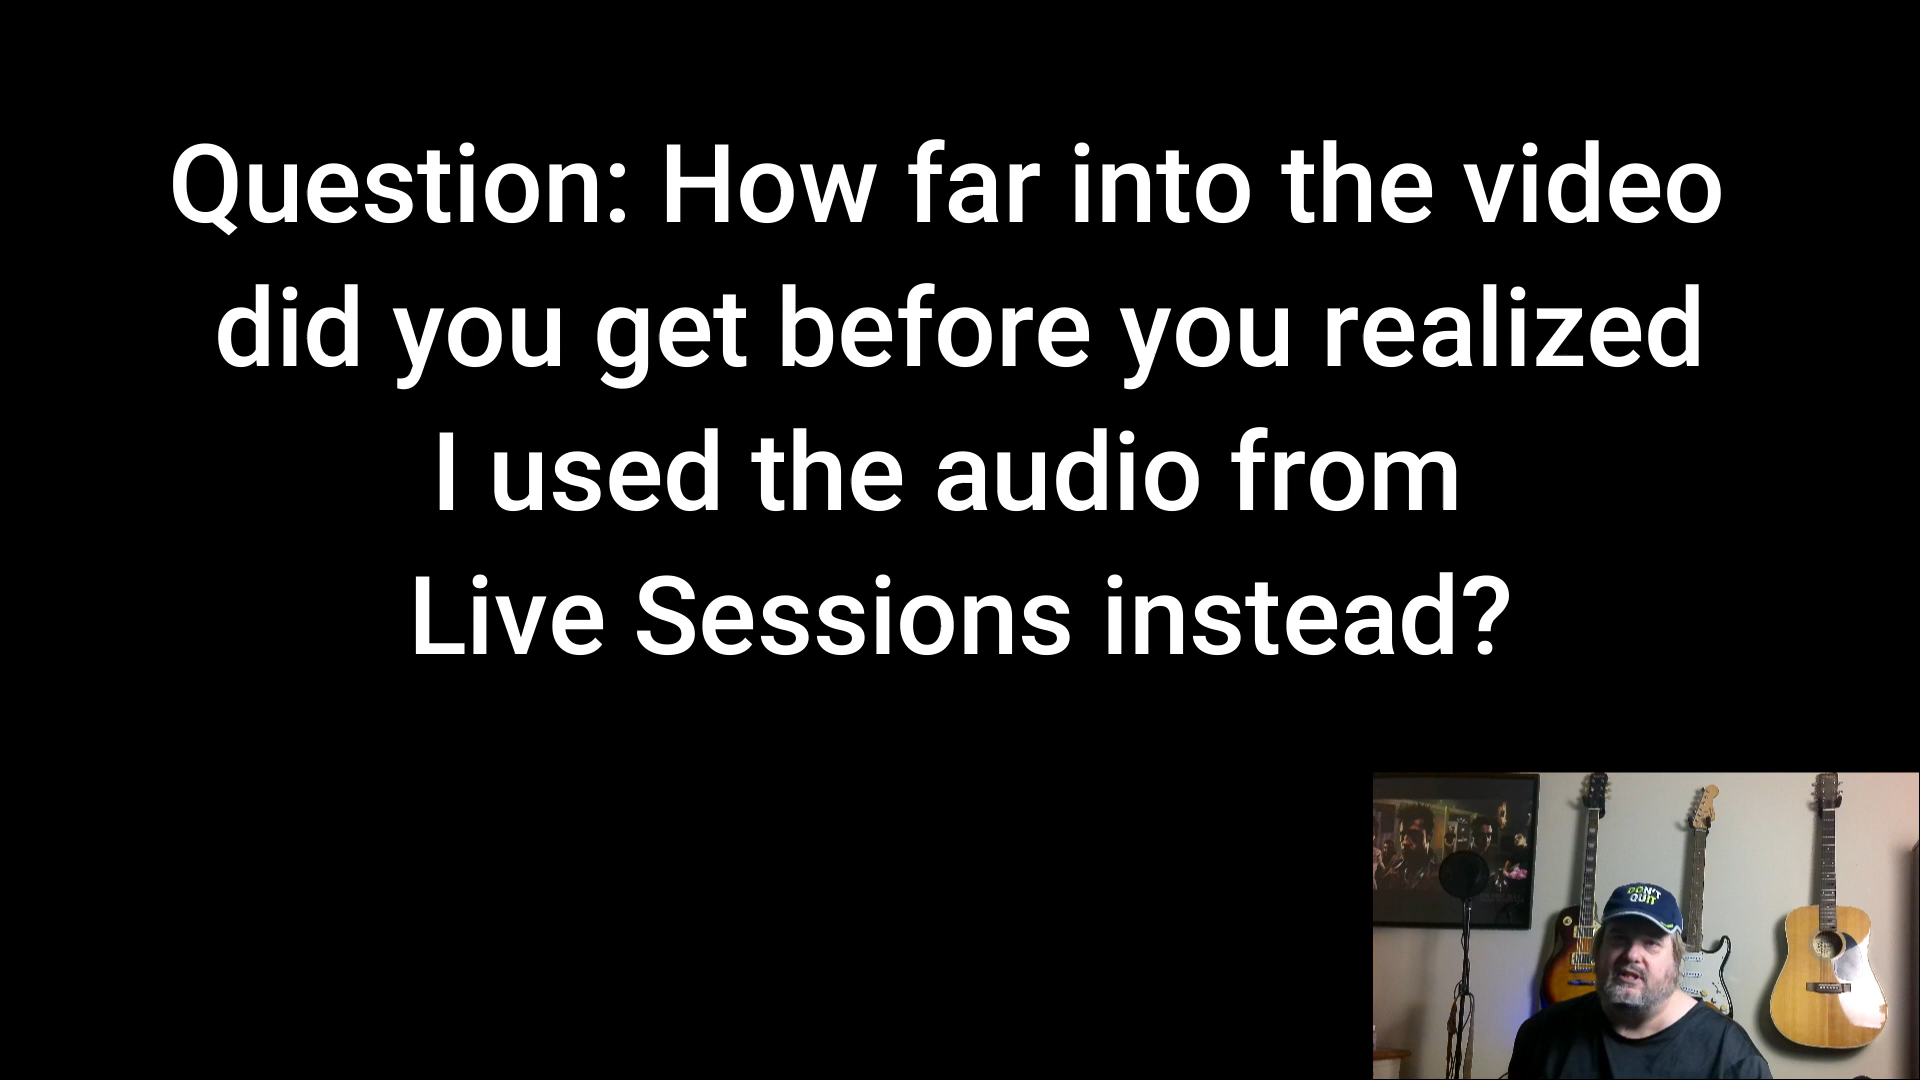 Question: How far into the video
did you get before you realized
I used the audio from
Live Sessions instead?
DON'T
QUIT